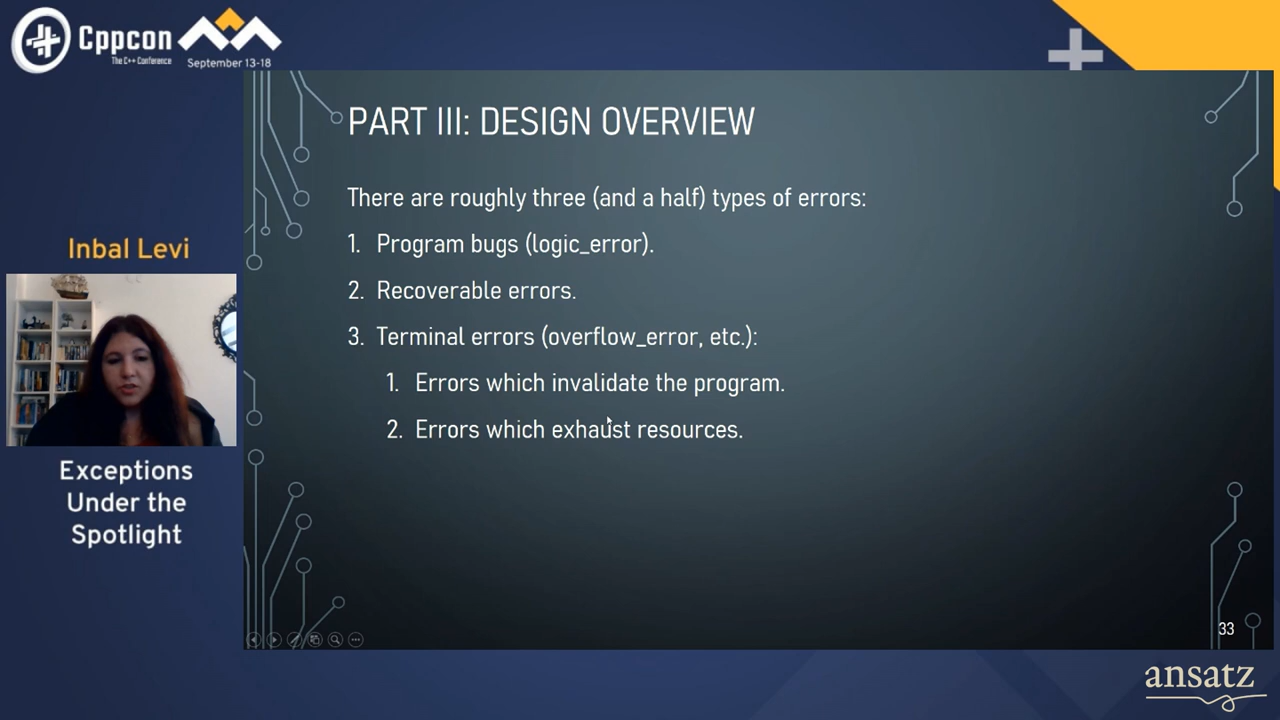 Cppcon
The C++ Conference
September 13-18
PART III: DESIGN OVERVIEW
There are roughly three (and a half) types of errors:
1. Program bugs (logic_error).
2. Recoverable errors.
3. Terminal errors (overflow_error, etc.):
1. Errors which invalidate the program.
2. Errors which exhaust resources.
Inbal Levi
Exceptions
Under the
Spotlight
33
ansatz